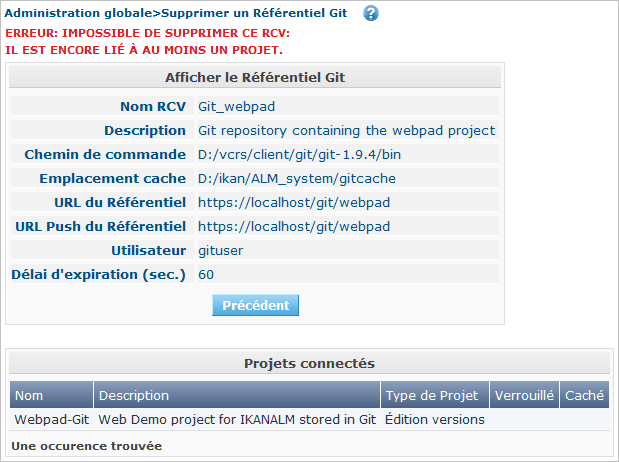 Administration globale>Supprimer un Référentiel Git ?
ERREUR: IMPOSSIBLE DE SUPPRIMER CE RCV:
IL EST ENCORE LIÉ À AU MOINS UN PROJET.
Afficher le Référentiel Git
Nom RCV Git_webpad
Description Git repository containing the webpad project
Chemin de commande D:/vcrs/client/git/git-1.9.4/bin
Emplacement cache D:/ikan/ALM_system/gitcache
URL du Référentiel https://localhost/git/webpad
URL Push du Référentiel https://localhost/git/webpad
Utilisateur gituser
Délai d'expiration (sec.) 60
Précédent
Projets connectés
Nom Description Type de Projet Verrouillé Caché
Webpad-Git Web Demo project for IKANALM stored in Git Édition versions
Une occurence trouvée